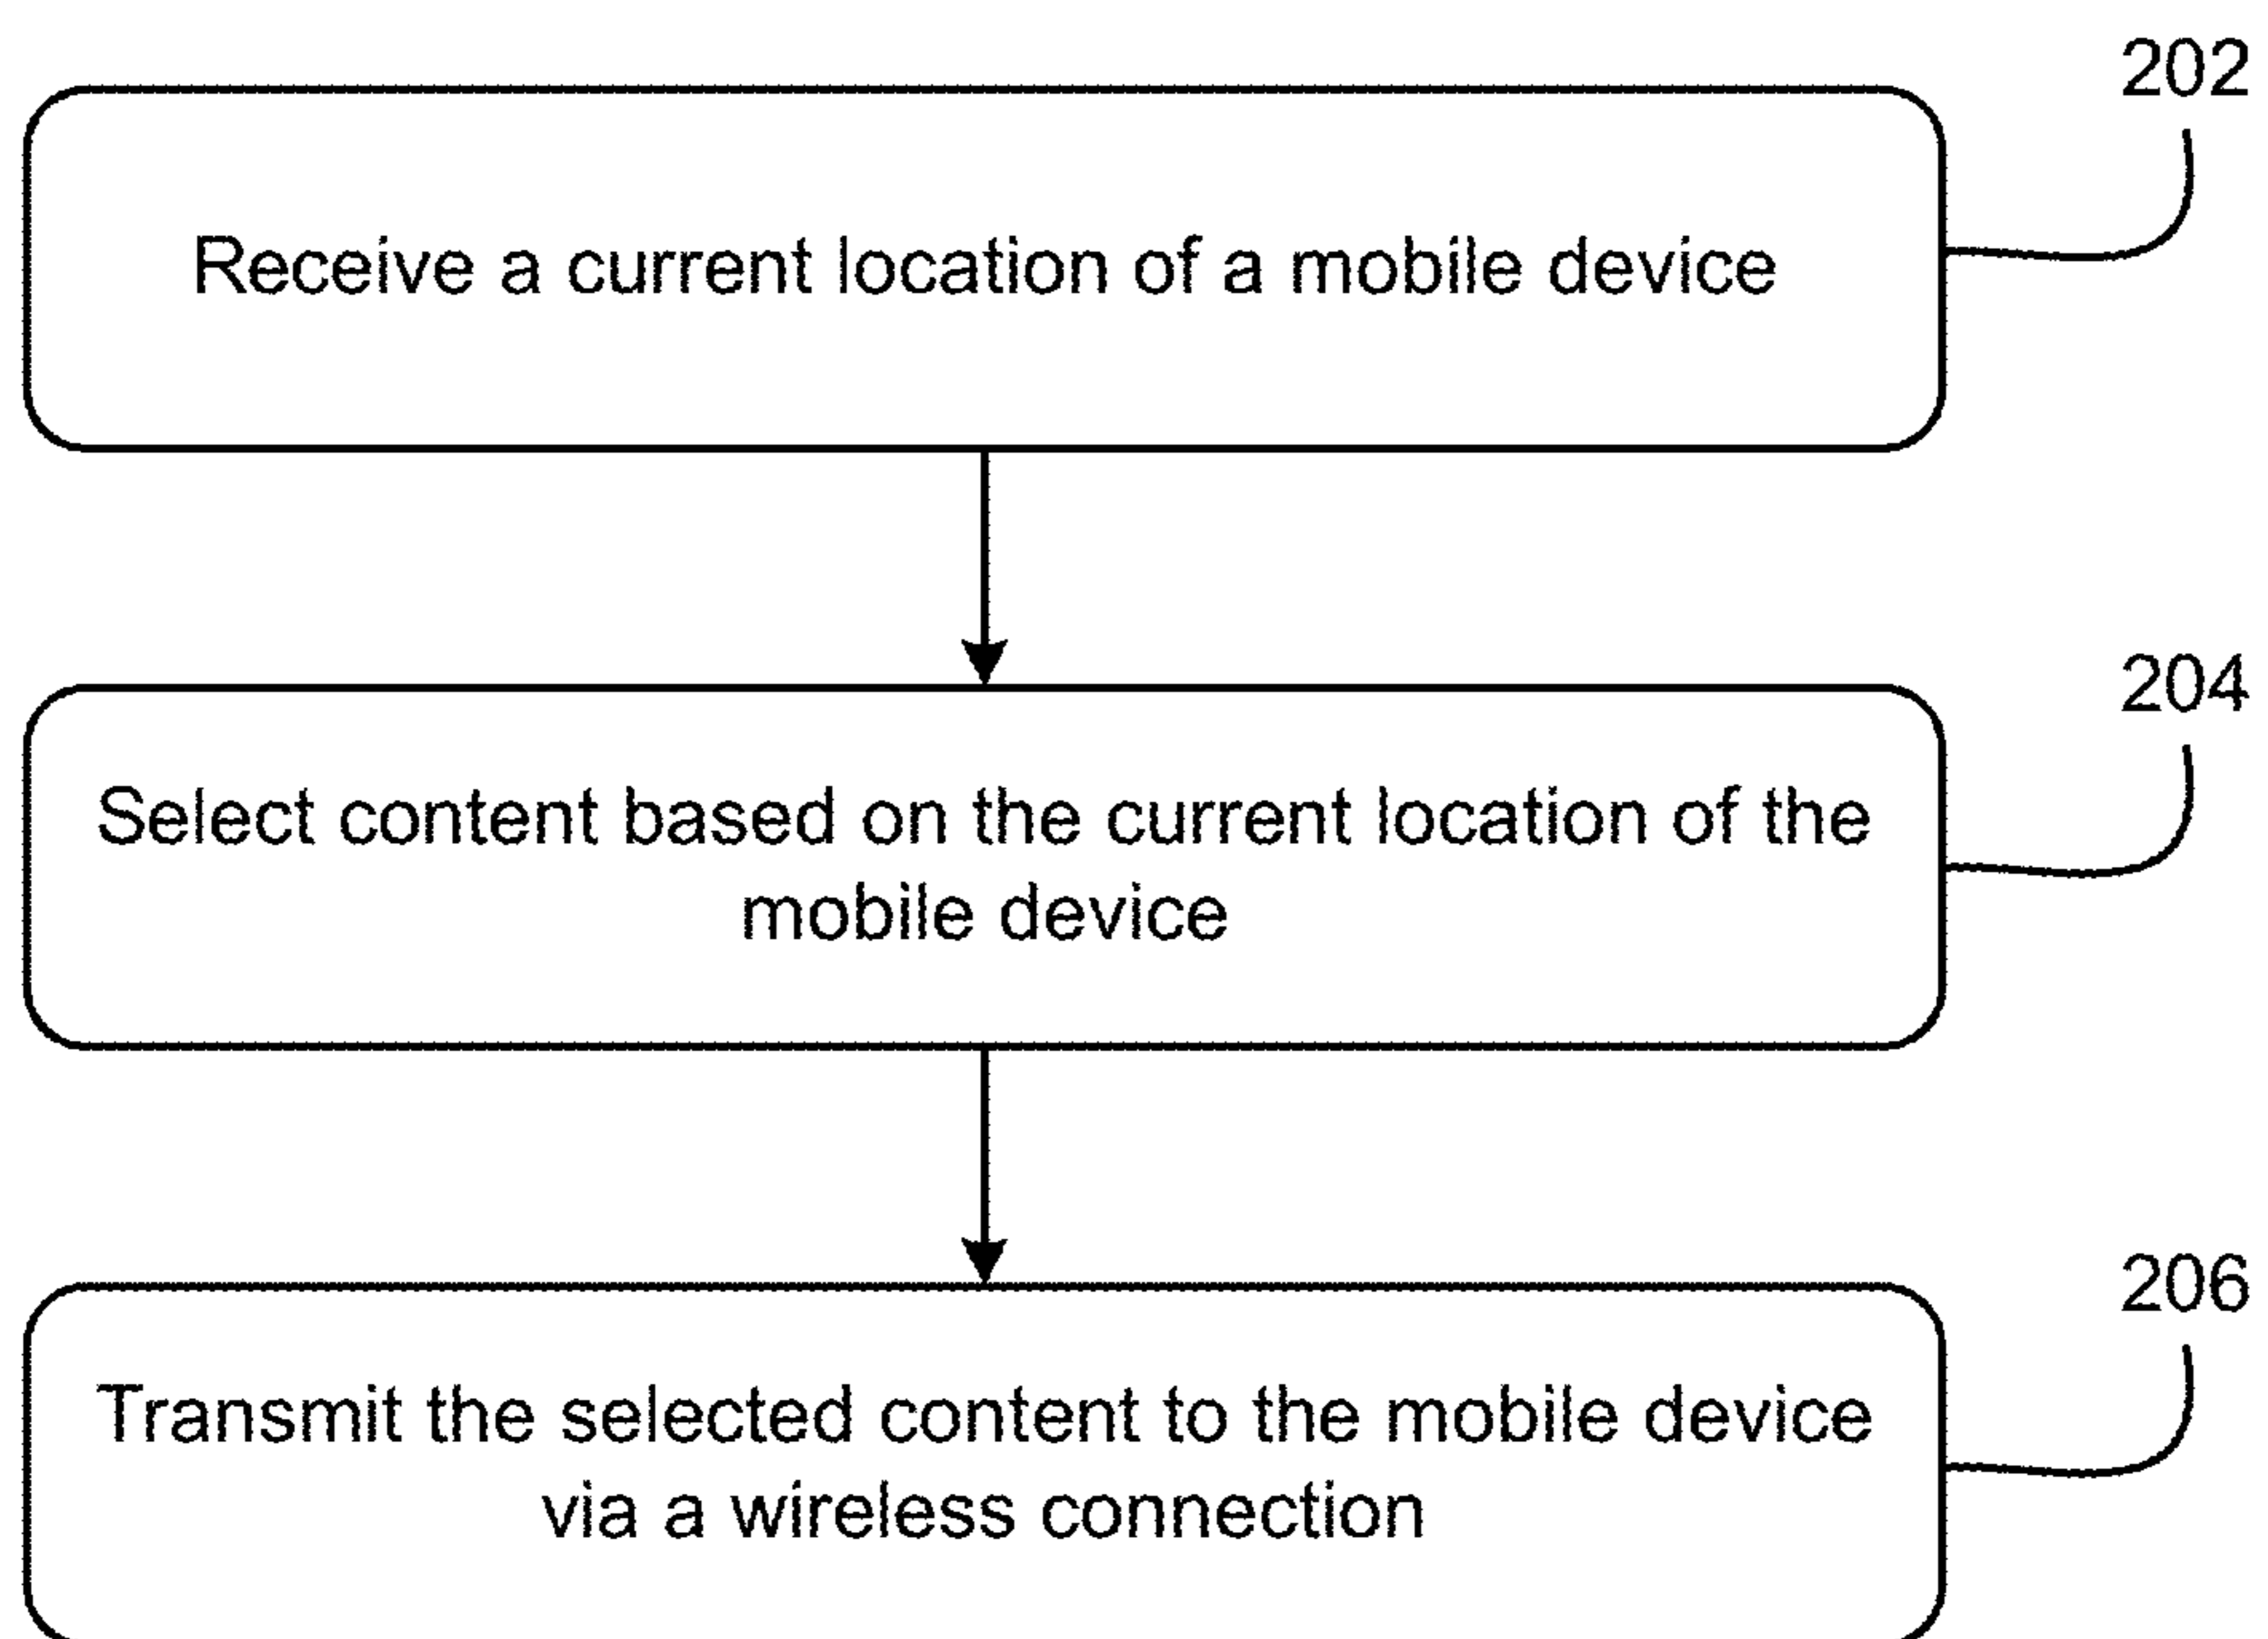 202
Receive a current location of a mobile device
204
Select content based on the current location of the
mobile device
206
Transmit the selected content to the mobile device
via a wireless connection